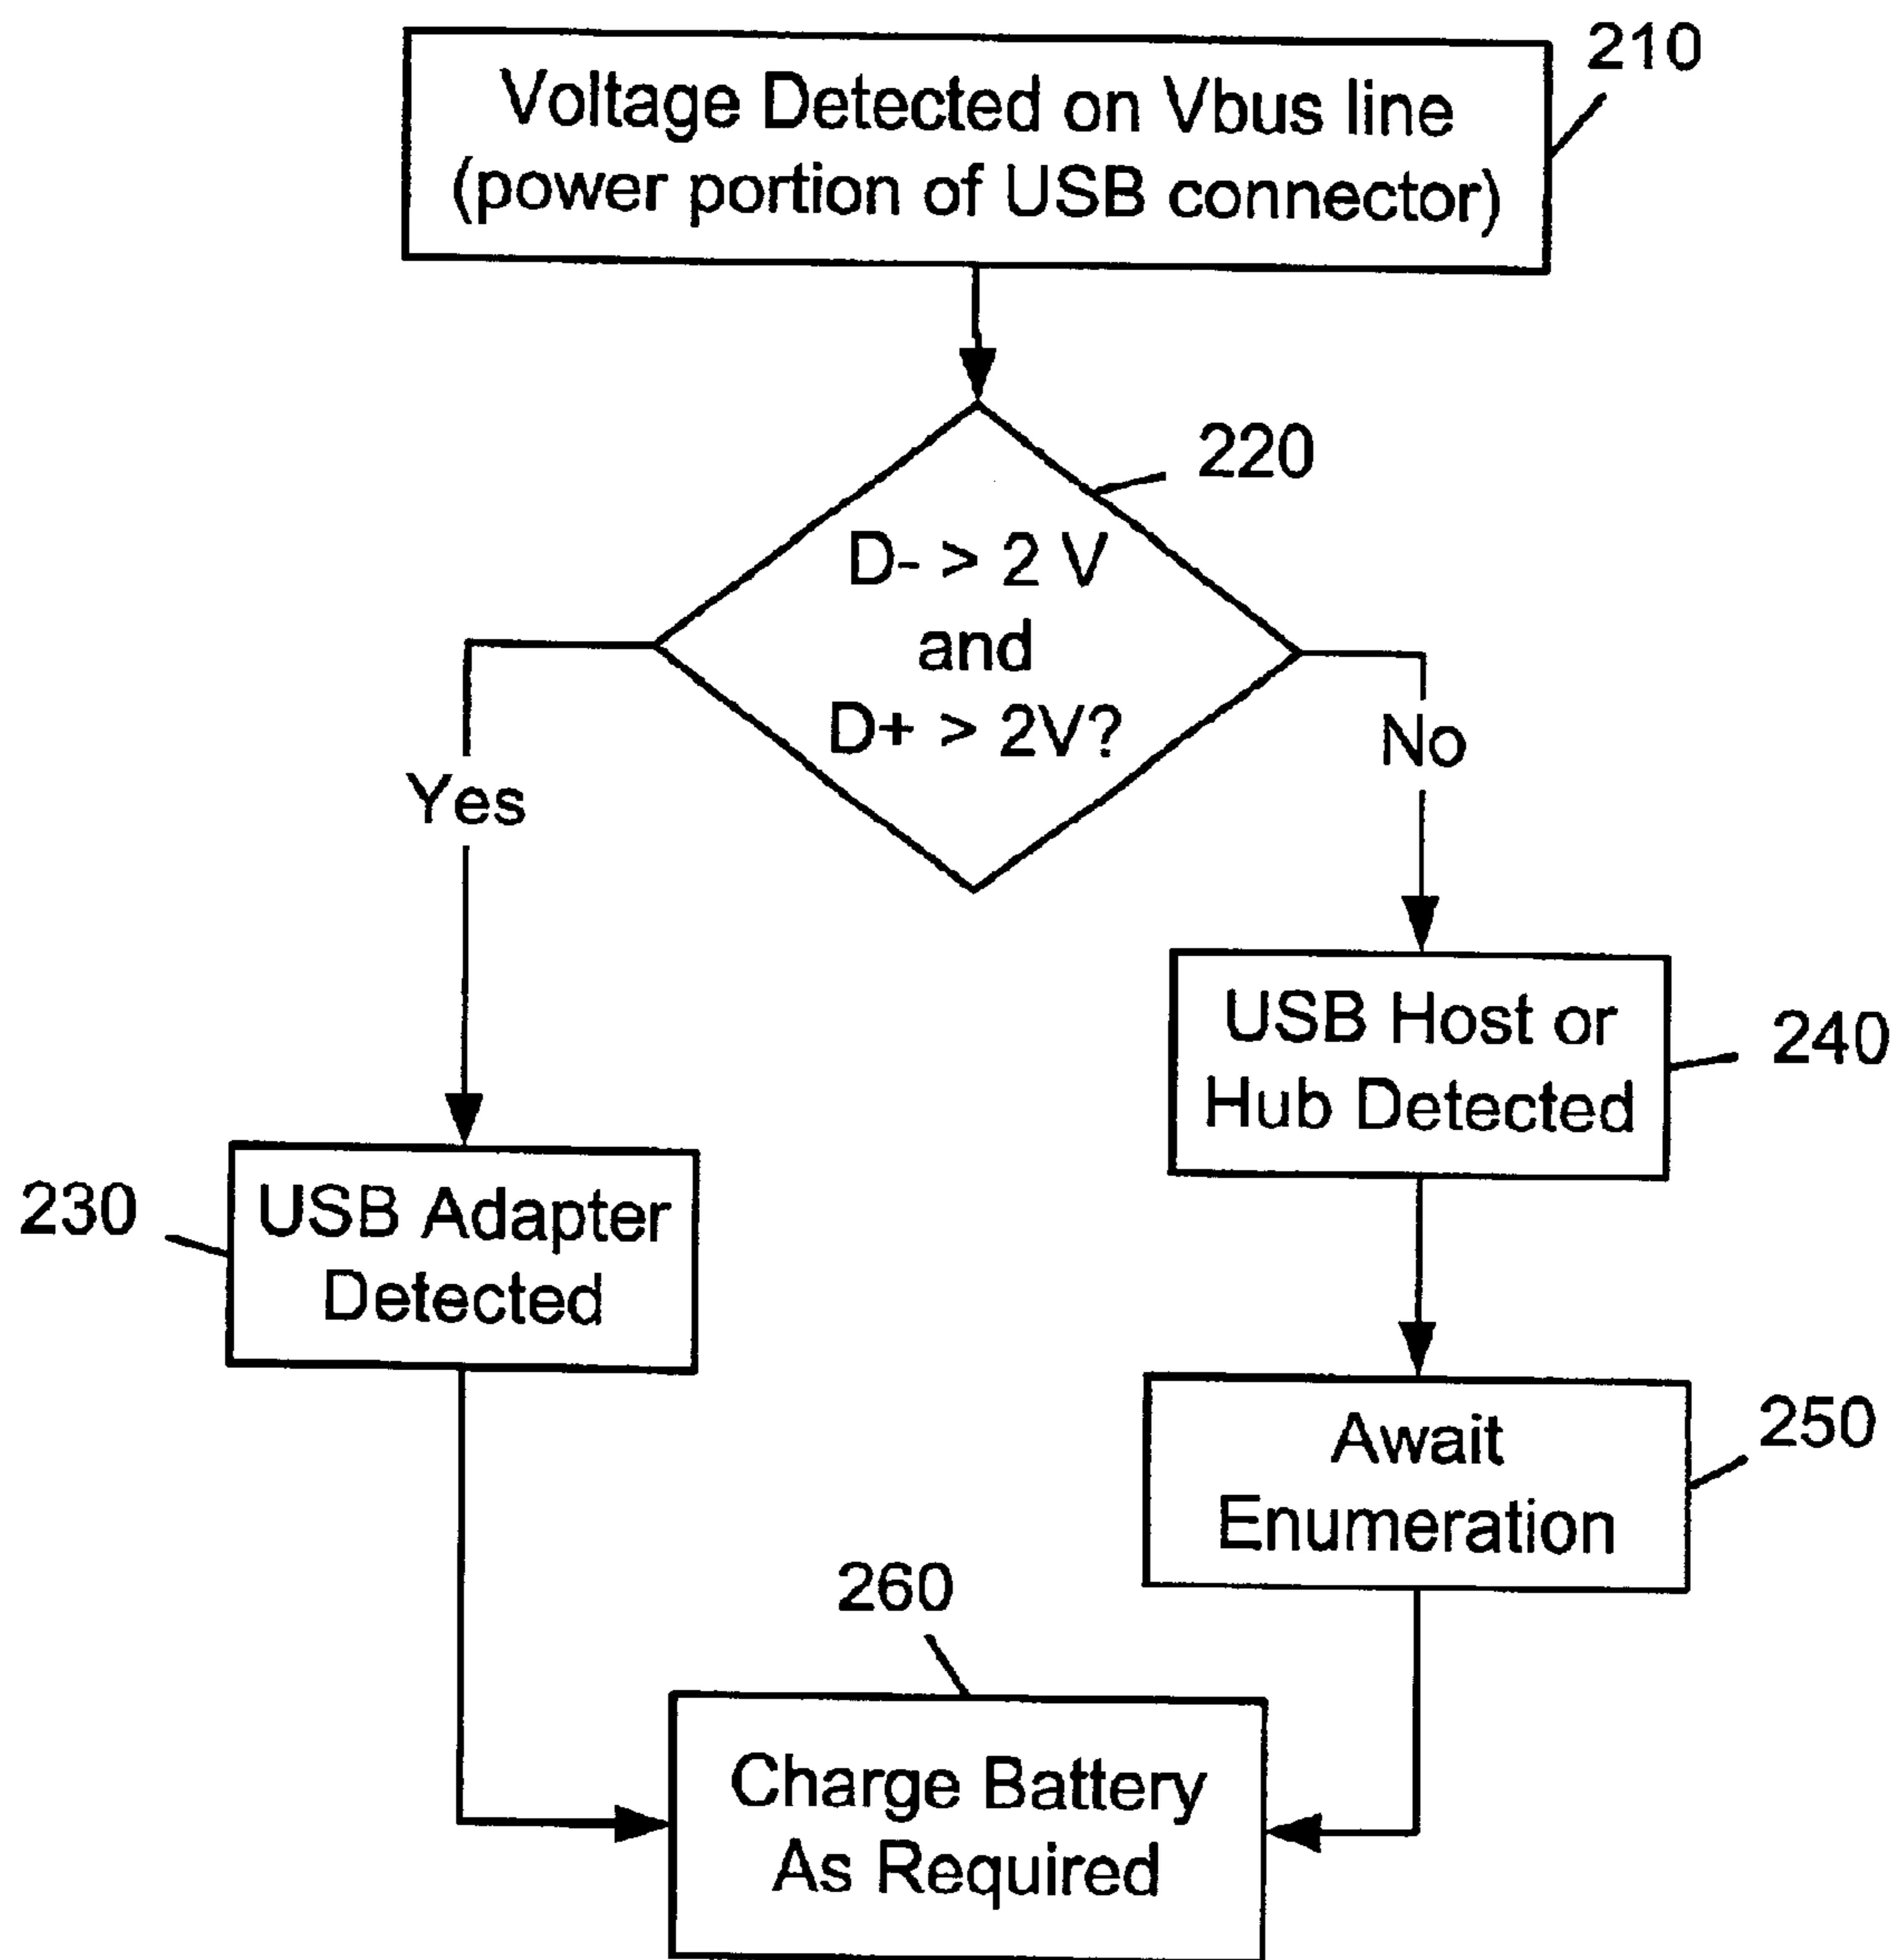 210
Voltage Detected on Vbus line
(power portion of USB connector)
220
D- > 2 V
and
D+ > 2V?
Yes
No
USB Host or
Hub Detected
240
230
USB Adapter
Detected
Await
Enumeration
250
260
Charge Battery
As Required